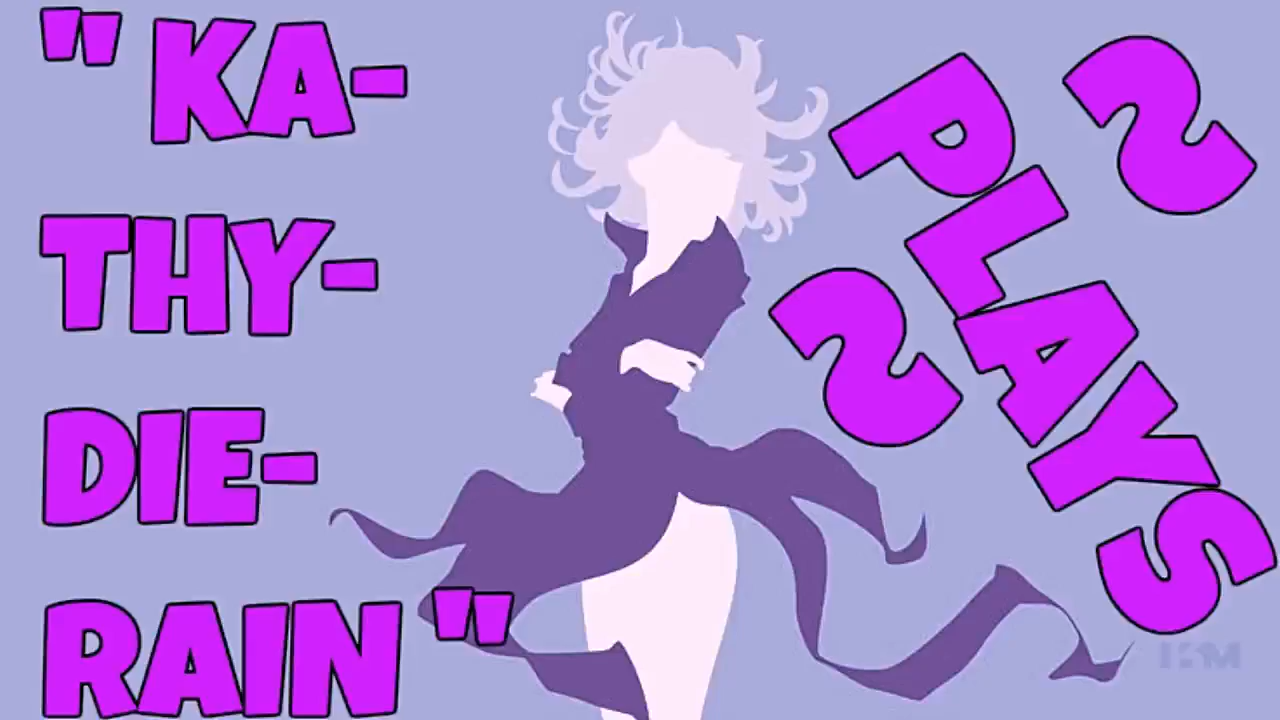 " KA-
THY-
DIE-
RAIN "
S PLAYS S